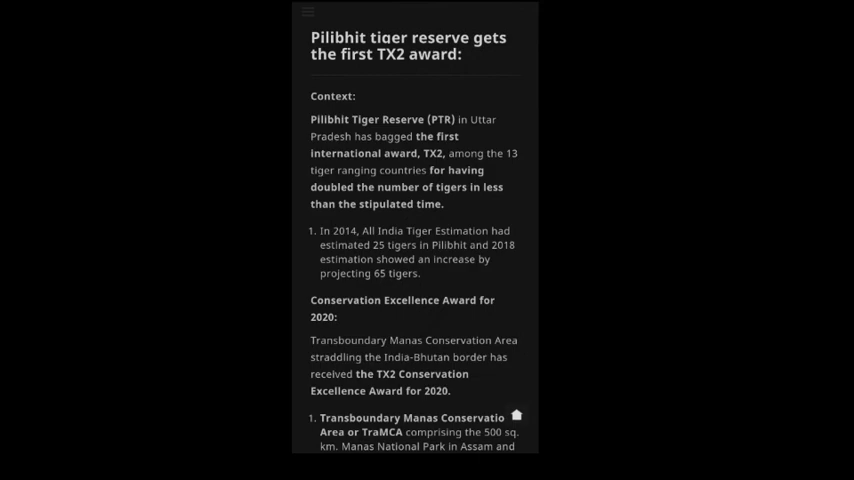 Pilibhit tiger reserve gets
the first TX2 award:
Context:
Pilibhit Tiger Reserve (PTR) in Uttar
Pradesh has bagged the first
international award, TX2, among the 13
tiger ranging countries for having
doubled the number of tigers in less
than the stipulated time.
1. In 2014, All India Tiger Estimation had
estimated 25 tigers in Pilibhit and 2018
estimation showed an increase by
projecting 65 tigers.
Conservation Excellence Award for
2020:
Transboundary Manas Conservation Area
straddling the India-Bhutan border has
received the TX2 Conservation
Excellence Award for 2020.
1. Transboundary Manas Conservatio
Area or TraMCA comprising the 500 sq.
km. Manas National Park in Assam and